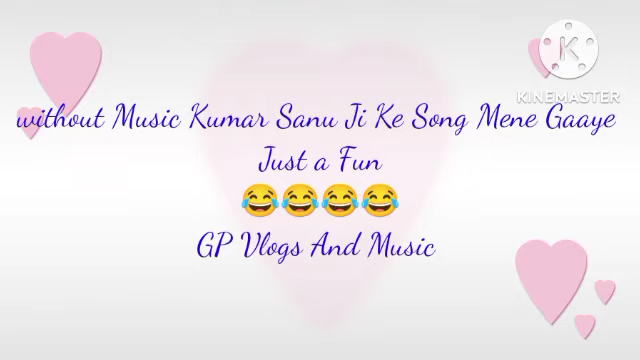 KINEMASTER
without Music Kumar Sanu Ji Ke Song Mene Gaaye
Just a Fun
😂😂😂😂
GP Vlogs And Music